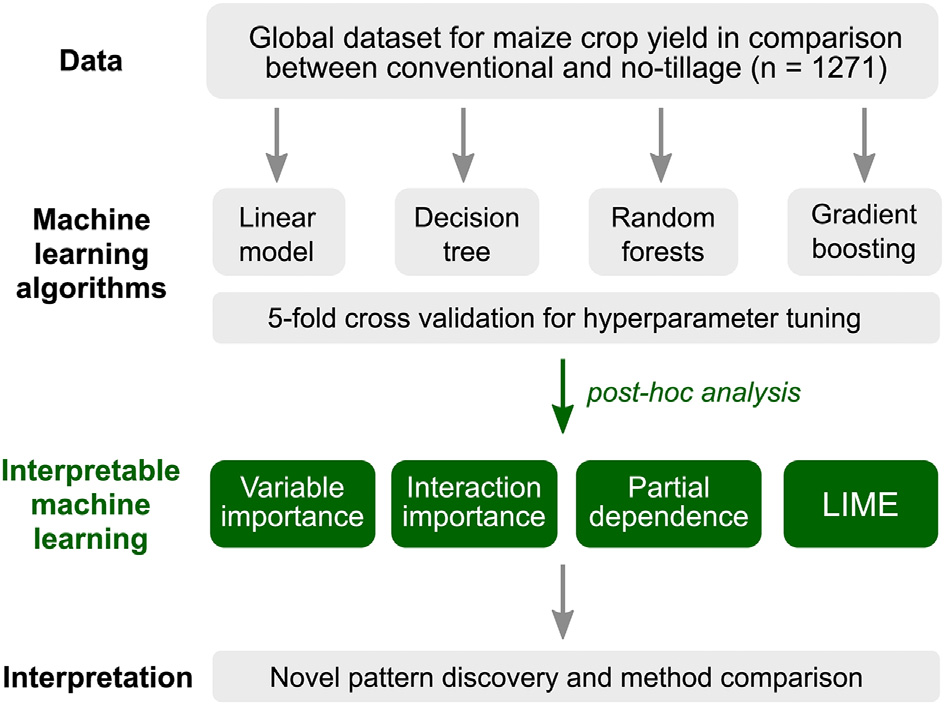 Data
Global dataset for maize crop yield in comparison
between conventional and no-tillage (n = 1271)
Machine
learning
algorithms
Linear
model
Decision
tree
Random
forests
Gradient
boosting
5-fold cross validation for hyperparameter tuning
post-hoc analysis
Interpretable
machine
learning
Variable
importance
Interaction
importance
Partial
dependence
LIME
Interpretation
Novel pattern discovery and method comparison